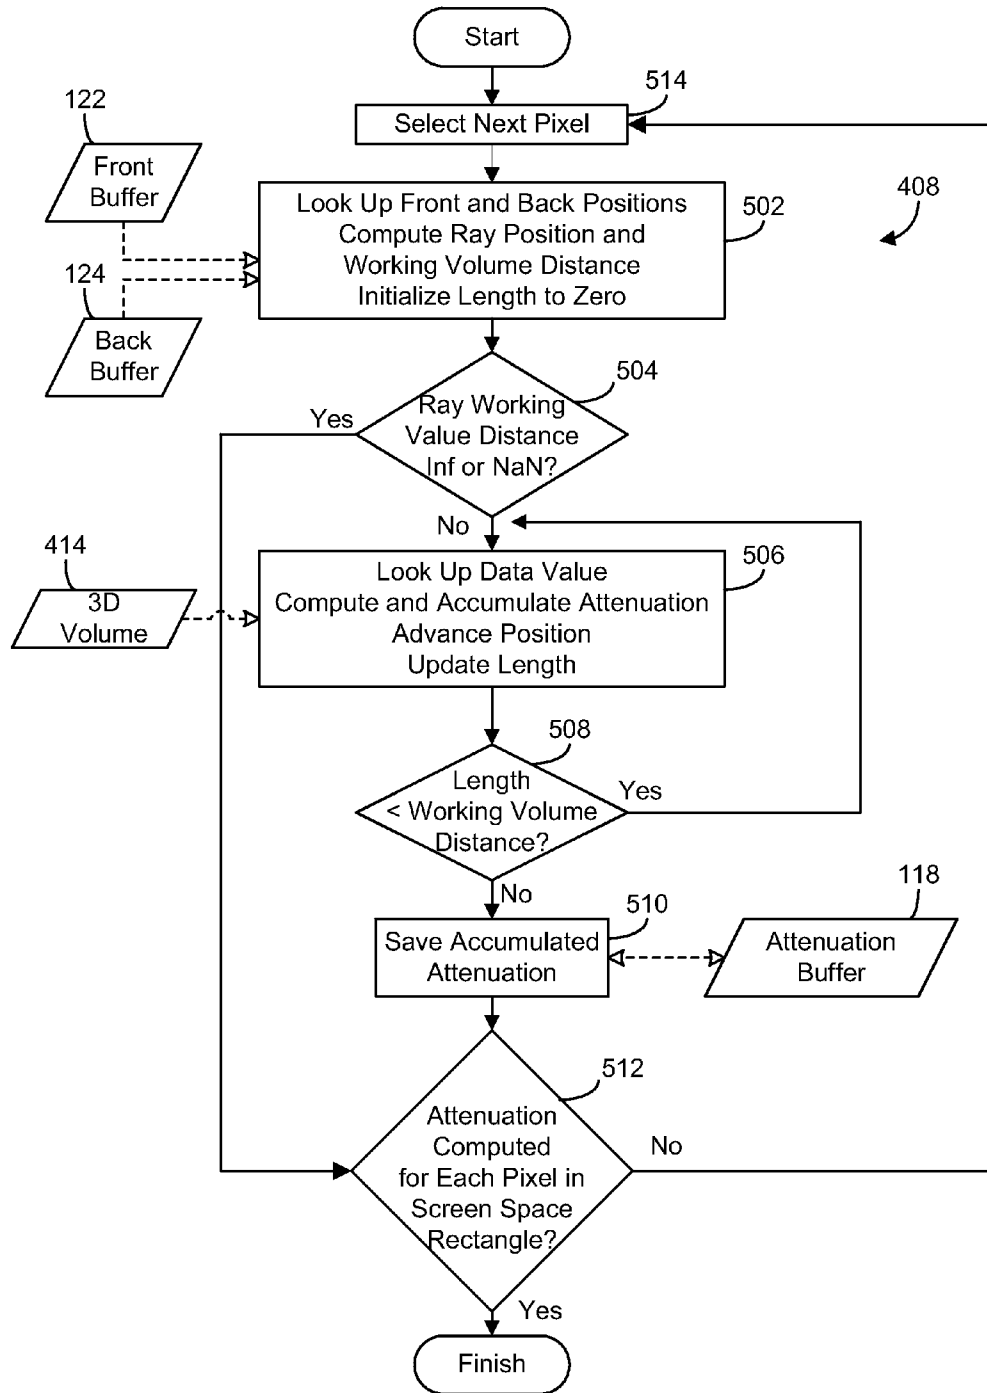 Start
514
Select Next Pixel
122
Front
Buffer
Look Up Front and Back Positions
Compute Ray Position and
Working Volume Distance
Initialize Length to Zero
502
408
124
Back
Buffer
504
Ray Working
Value Distance
Inf or NaN?
Yes
No
414
3D
Volume
Look Up Data Value
Compute and Accumulate Attenuation
Advance Position
Update Length
506
508
Length
< Working Volume
Distance?
Yes
No
510
Save Accumulated
Attenuation
118
Attenuation
Buffer
512
Attenuation
Computed
for Each Pixel in
Screen Space
Rectangle?
No
Yes
Finish